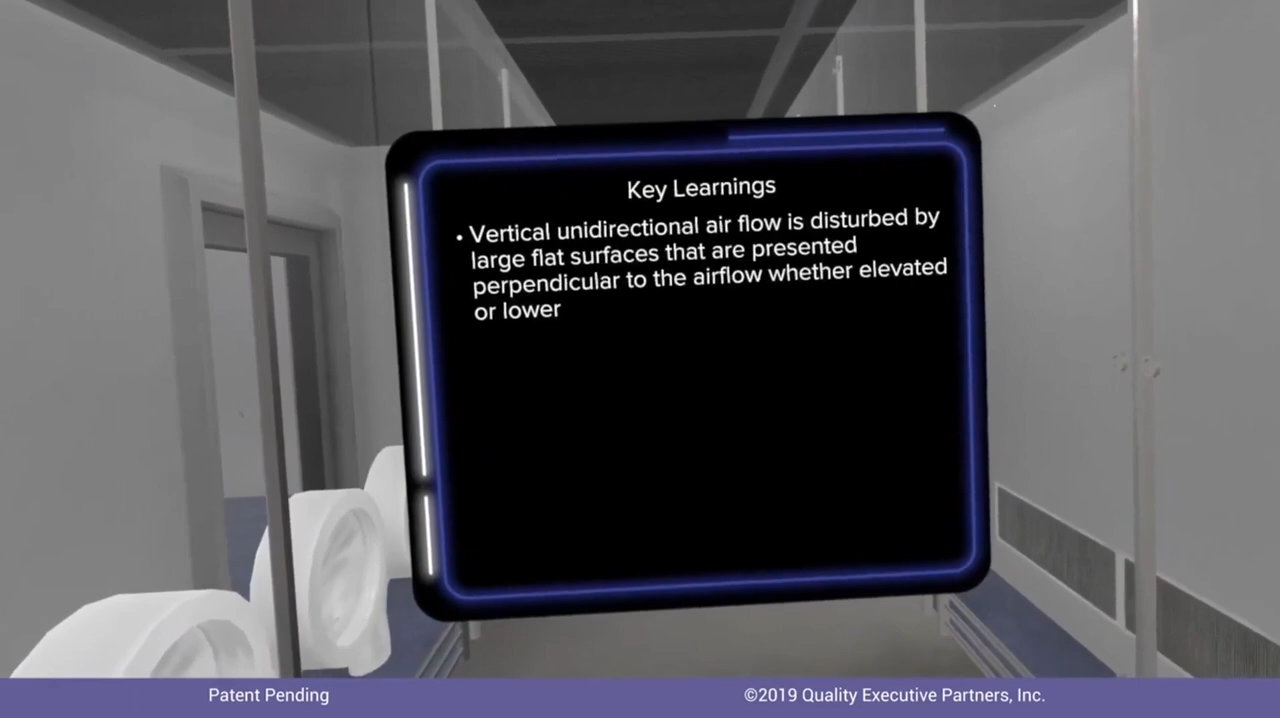 Key Learnings
• Vertical unidirectional air flow is disturbed by
large flat surfaces that are presented
perpendicular to the airflow whether elevated
or lower
Patent Pending
©2019 Quality Executive Partners, Inc.